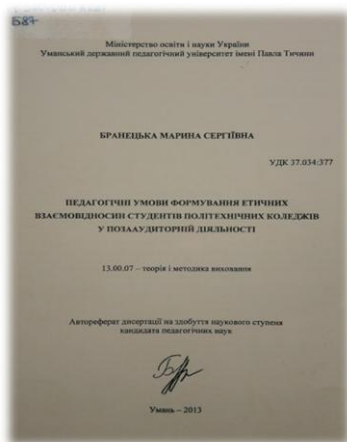 Б87
Міністерство освіти і науки України
Уманський державний педагогічний університет імені Павла Тичини
БРАНЕЦЬКА МАРИНА СЕРГІЇВНА
УДК 37.034:377
ПЕДАГОГІЧНІ УМОВИ ФОРМУВАННЯ ЕТИЧНИХ
ВЗАЄМОВІДНОСИН СТУДЕНТІВ ПОЛІТЕХНІЧНИХ КОЛЕДЖІВ
У ПОЗААУДИТОРНІЙ ДІЯЛЬНОСТІ
13.00.07 – теорія і методика виховання
Автореферат дисертації на здобуття наукового ступеня
кандидата педагогічних наук
Умань – 2013